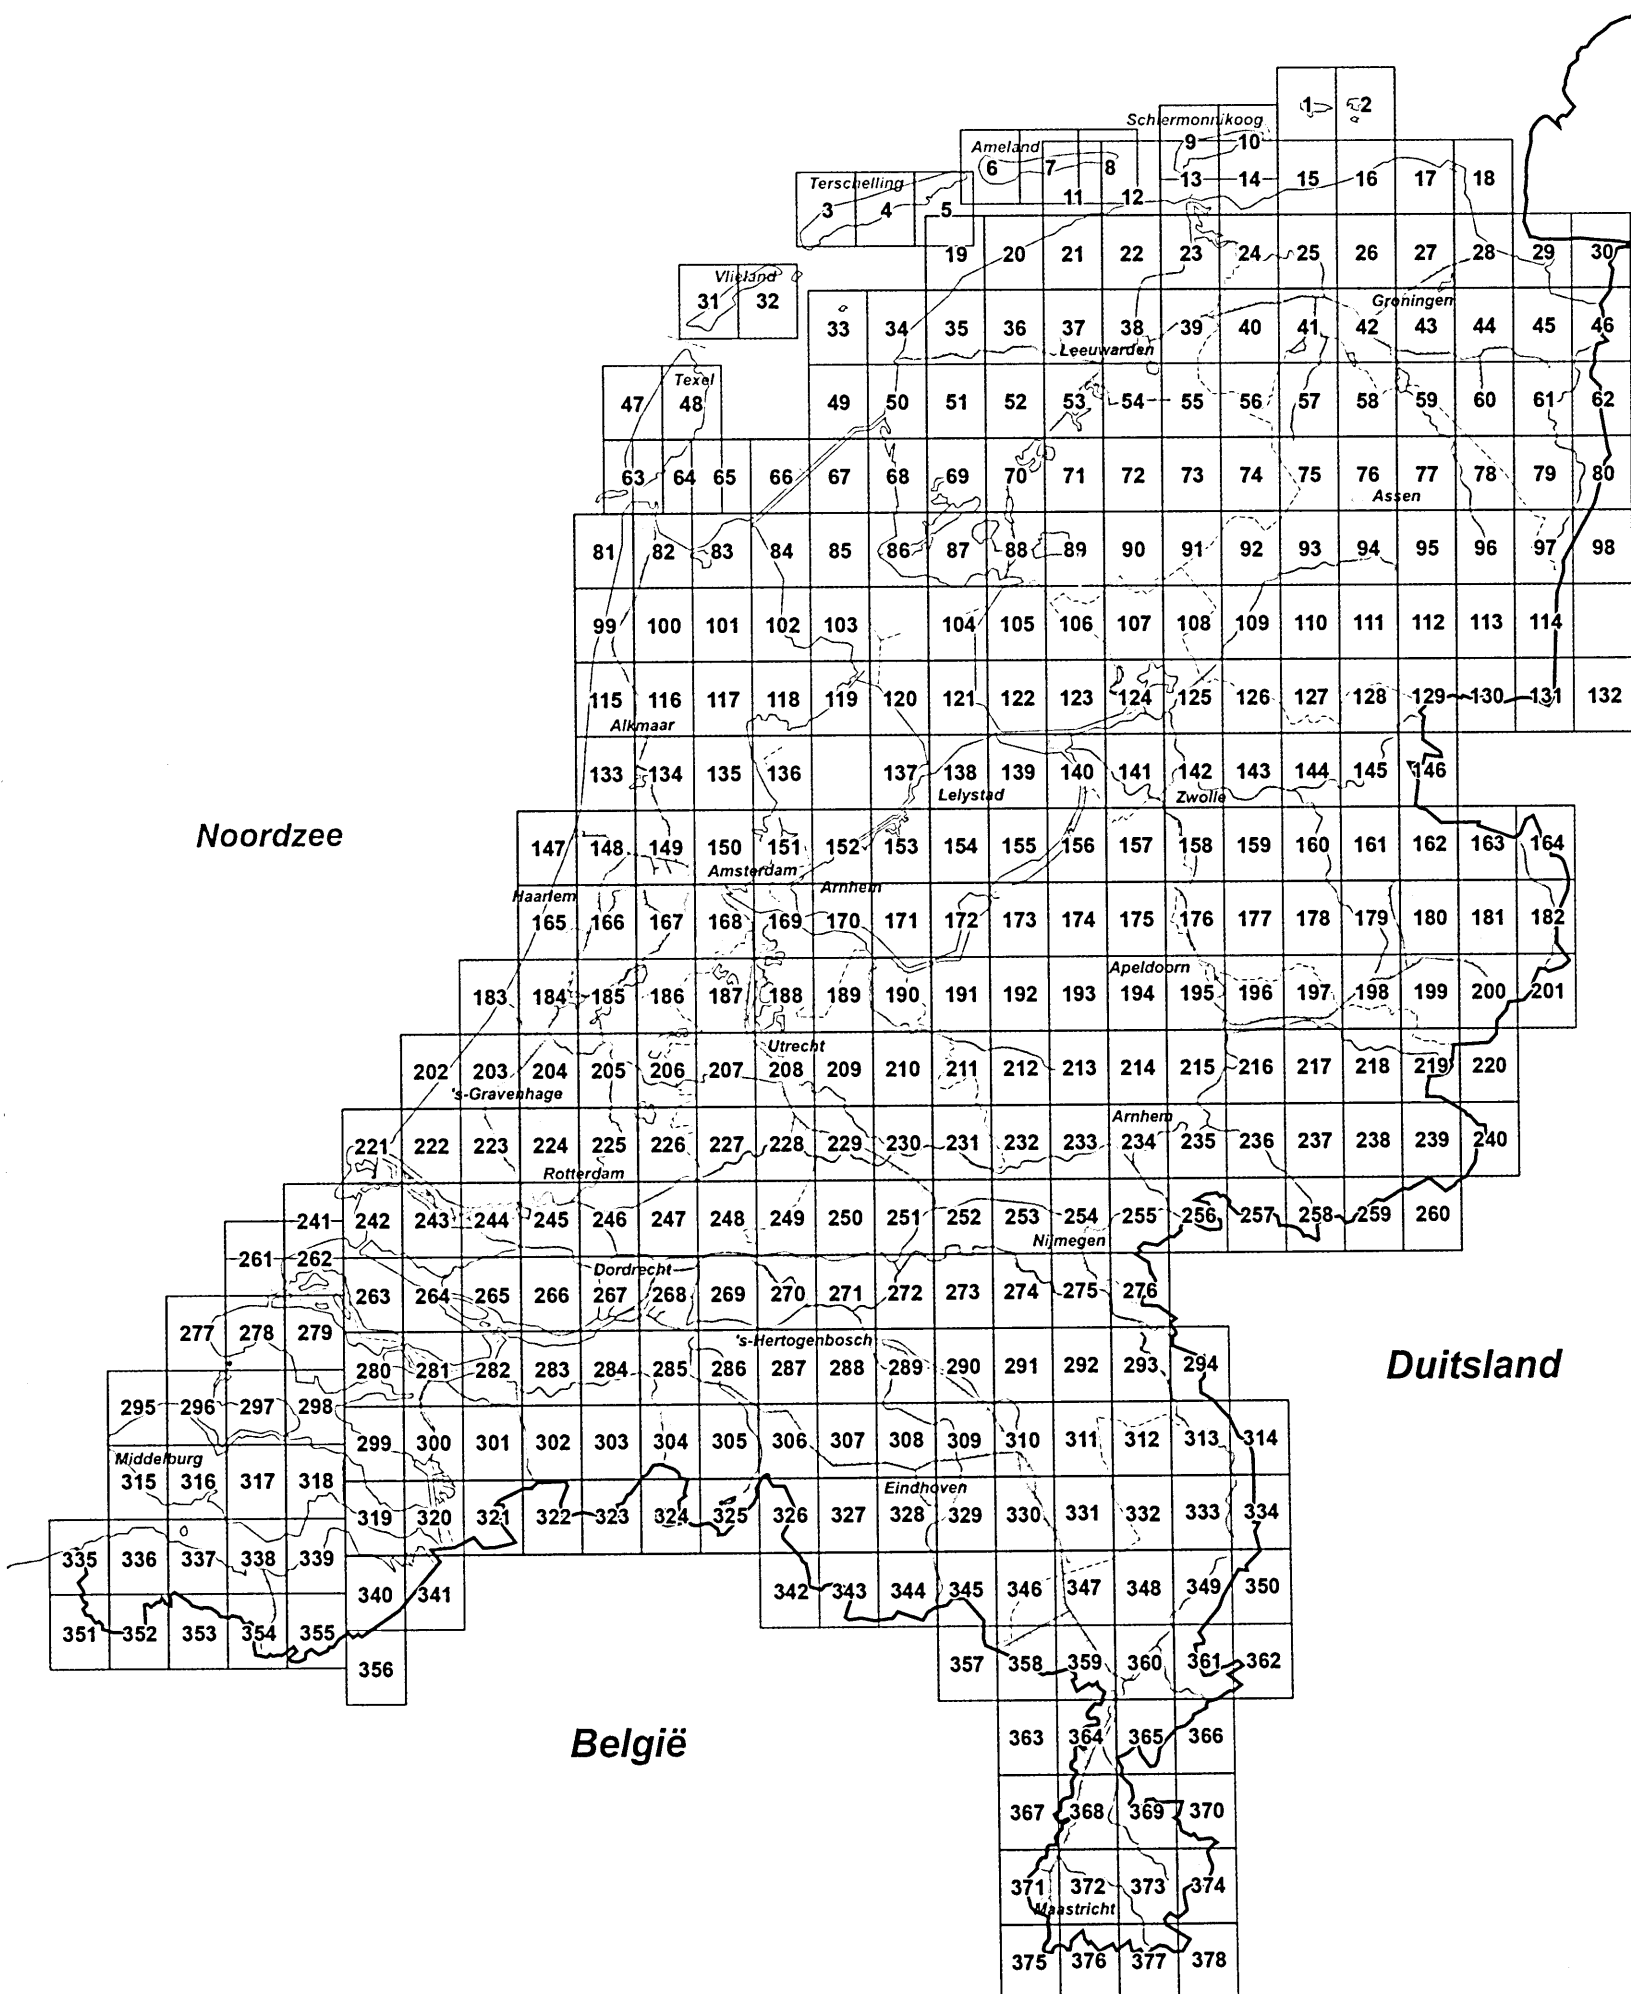 1 2
Schiermonnikoog
9 10
Ameland
6 7 8
Terschelling
3 4 5
11 12 13 14 15 16 17 18
19 20 21 22 23 24 25 26 27 28 29 30
Vlieland
31 32
Groningen
33 34 35 36 37 38 39 40 41 42 43 44 45 46
Leeuwarden
Texel
47 48 49 50 51 52 53 54 55 56 57 58 59 60 61 62
63 64 65 66 67 68 69 70 71 72 73 74 75 76 77 78 79 80
Assen
81 82 83 84 85 86 87 88 89 90 91 92 93 94 95 96 97 98
99 100 101 102 103 104 105 106 107 108 109 110 111 112 113 114
115 116 117 118 119 120 121 122 123 124 125 126 127 128 129 130 131 132
Alkmaar
133 134 135 136 137 138 139 140 141 142 143 144 145 146
Lelystad Zwolle
Noordzee
147 148 149 150 151 152 153 154 155 156 157 158 159 160 161 162 163 164
Amsterdam
Haarlem Arnhem
165 166 167 168 169 170 171 172 173 174 175 176 177 178 179 180 181 182
Apeldoorn
183 184 185 186 187 188 189 190 191 192 193 194 195 196 197 198 199 200 201
Utrecht
202 203 204 205 206 207 208 209 210 211 212 213 214 215 216 217 218 219 220
's-Gravenhage
Arnhem
221 222 223 224 225 226 227 228 229 230 231 232 233 234 235 236 237 238 239 240
Rotterdam
241 242 243 244 245 246 247 248 249 250 251 252 253 254 255 256 257 258 259 260
Nijmegen
261 262
Dordrecht
263 264 265 266 267 268 269 270 271 272 273 274 275 276
277 278 279
's-Hertogenbosch
280 281 282 283 284 285 286 287 288 289 290 291 292 293 294
Duitsland
295 296 297 298
299 300 301 302 303 304 305 306 307 308 309 310 311 312 313 314
Middelburg
315 316 317 318
Eindhoven
319 320 321 322 323 324 325 326 327 328 329 330 331 332 333 334
335 336 337 338 339
340 341 342 343 344 345 346 347 348 349 350
351 352 353 354 355
356 357 358 359 360 361 362
België
363 364 365 366
367 368 369 370
371 372 373 374
Maastricht
375 376 377 378